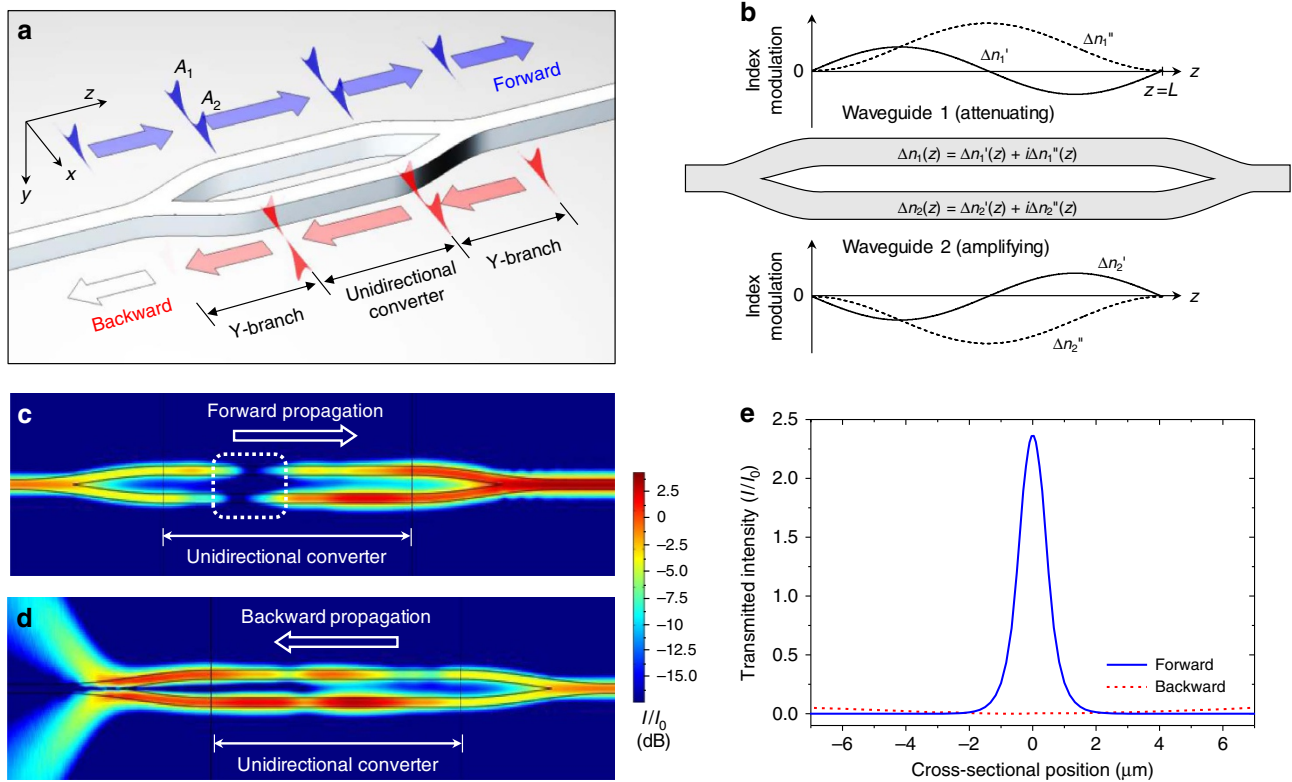 a
z
x
y
A1
A2
Forward
Backward
Y-branch
Unidirectional
converter
Y-branch
b
Index
modulation
0
Δn1'
Δn1"
z
z=L
Waveguide 1 (attenuating)
Δn1(z) = Δn1'(z) + iΔn1"(z)
Δn2(z) = Δn2'(z) + iΔn2"(z)
Waveguide 2 (amplifying)
Index
modulation
0
Δn2'
Δn2"
z
c
Forward propagation
Unidirectional converter
d
Backward propagation
Unidirectional converter
2.5
0
−2.5
−5
−7.5
−10
−12.5
−15.0
I/I0
(dB)
e
Transmitted intensity (I/I0)
2.5
2.0
1.5
1.0
0.5
0.0
Forward
Backward
−6 −4 −2 0 2 4 6
Cross-sectional position (μm)